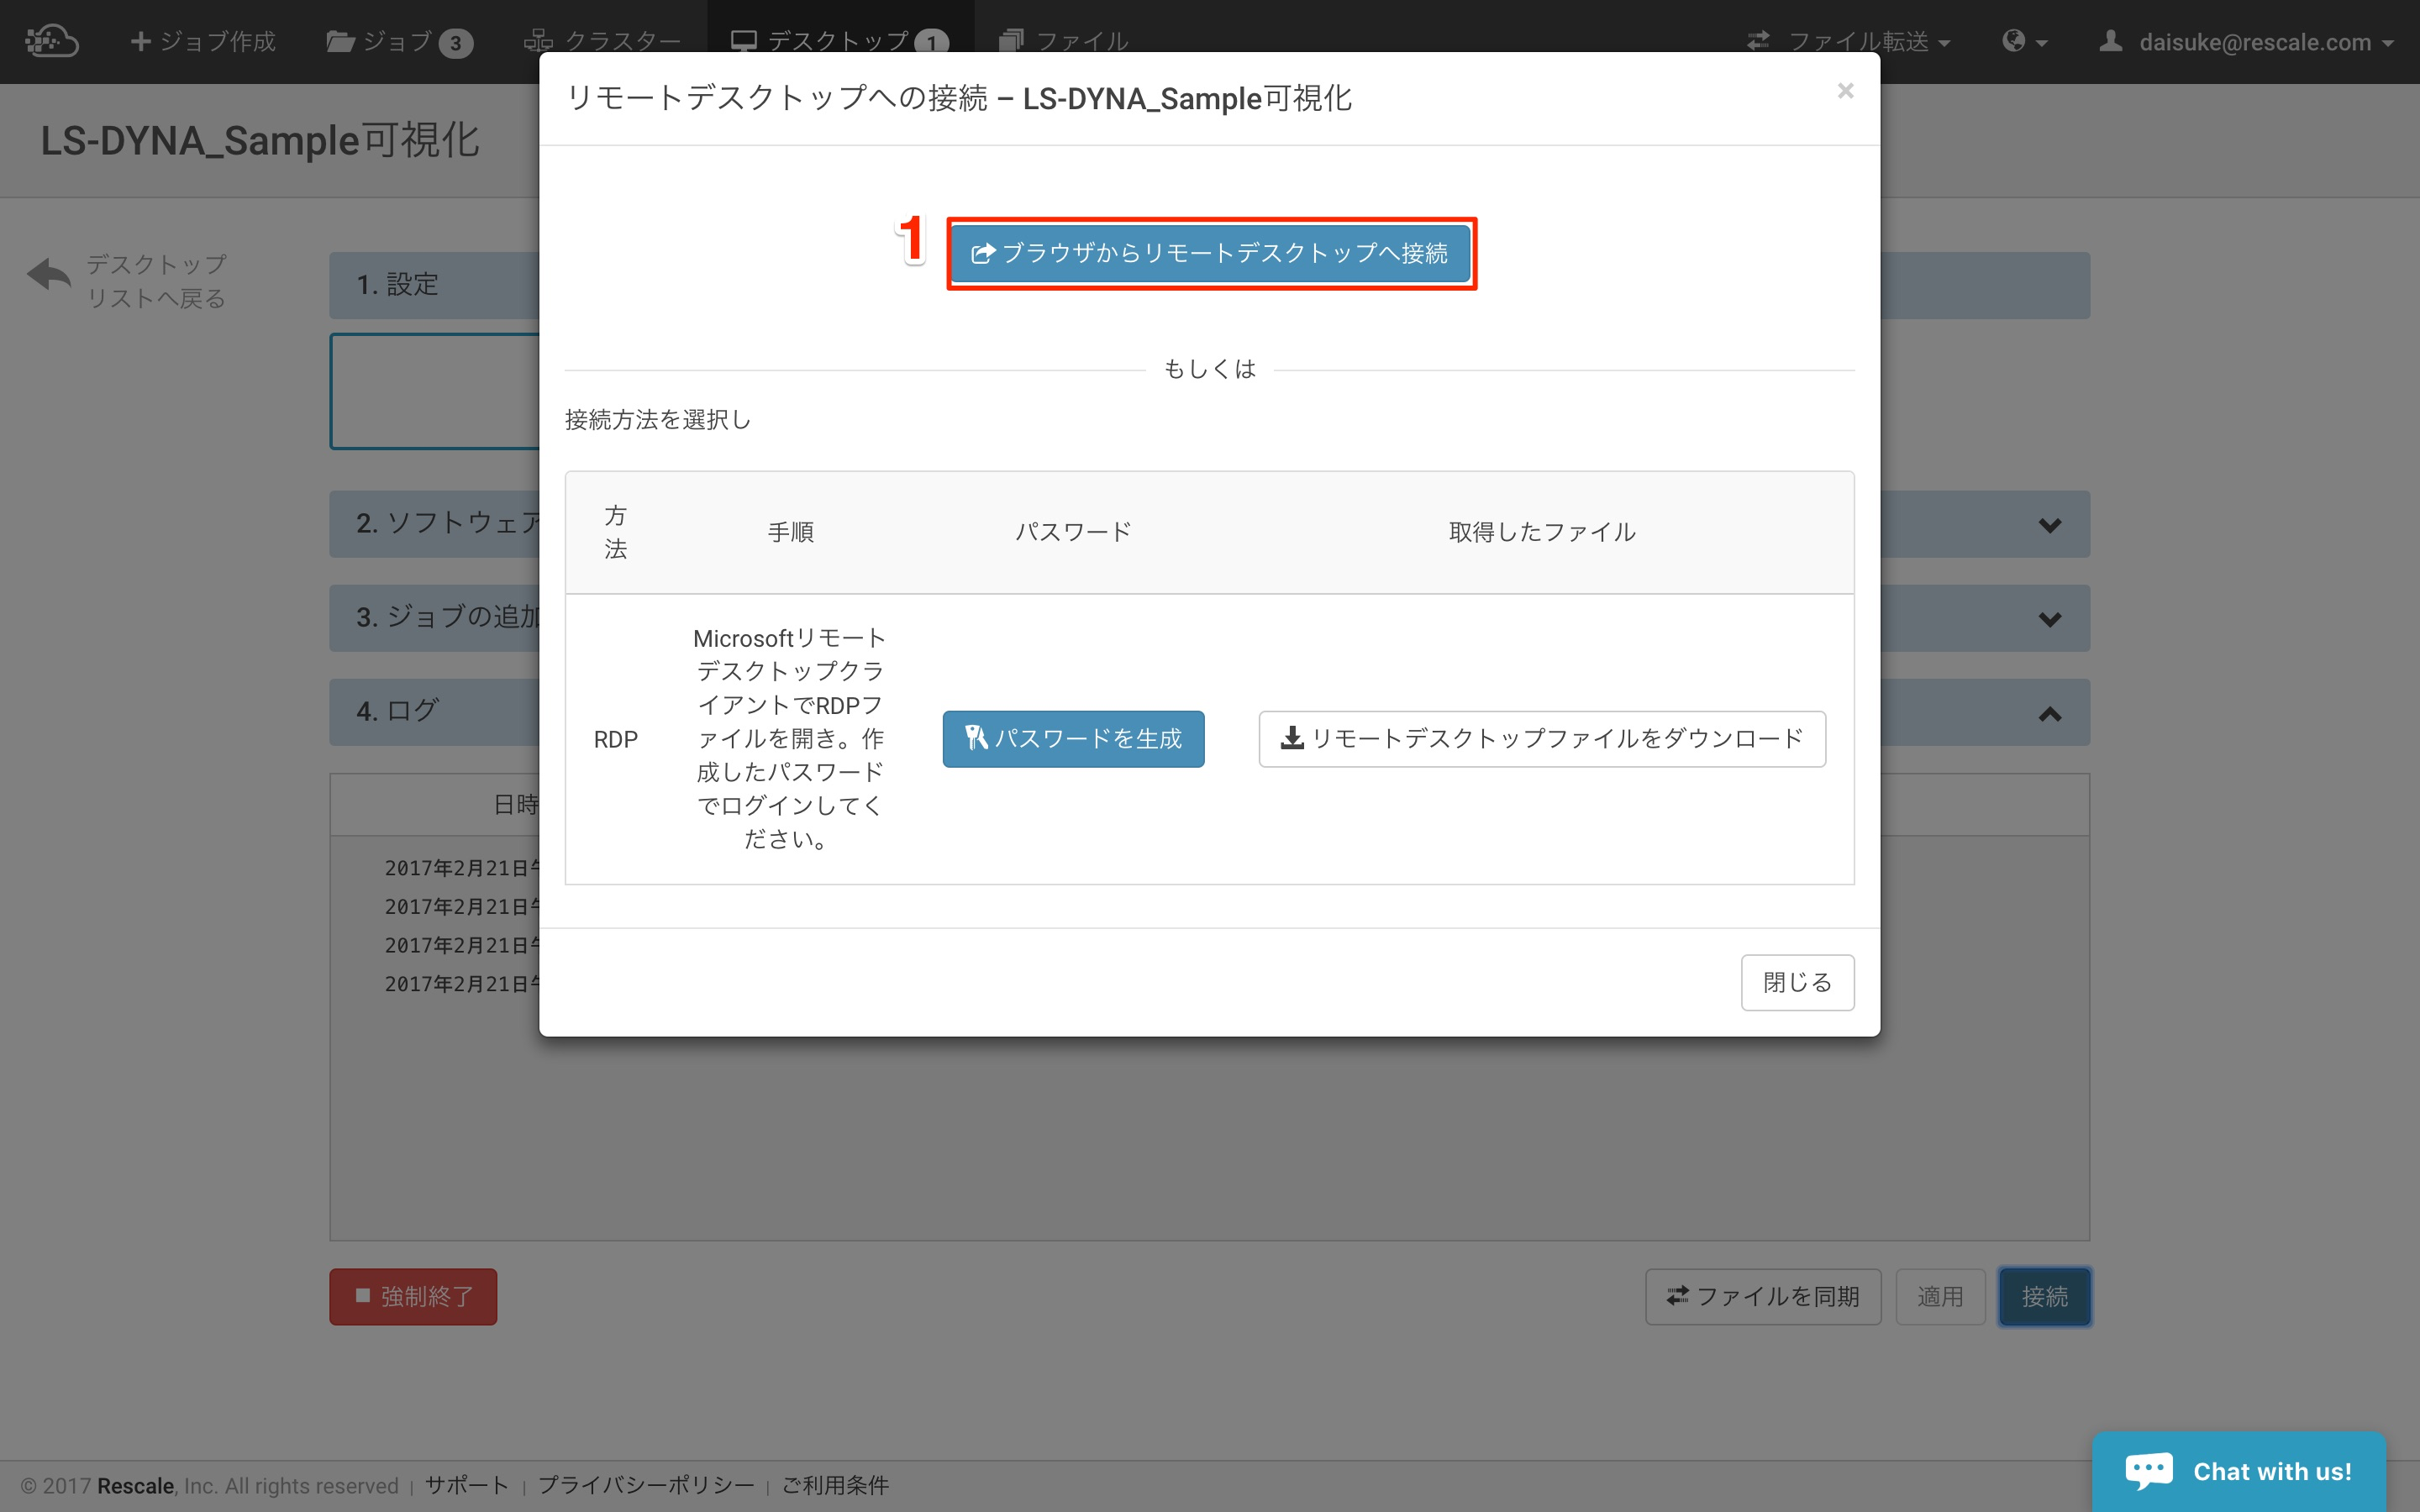 ジョブ作成
ジョブ 3
クラスター
デスクトップ 1
ファイル
ファイル転送
daisuke@rescale.com
リモートデスクトップへの接続 – LS-DYNA_Sample可視化
×
LS-DYNA_Sample可視化
1
ブラウザからリモートデスクトップへ接続
デスクトップ
リストへ戻る
1. 設定
もしくは
接続方法を選択し
2. ソフトウェア
3. ジョブの追加
4. ログ
方
法
手順
パスワード
取得したファイル
RDP
Microsoftリモート
デスクトップクラ
イアントでRDPフ
ァイルを開き。作
成したパスワード
でログインしてく
ださい。
パスワードを生成
リモートデスクトップファイルをダウンロード
日時
2017年2月21日
2017年2月21日
2017年2月21日
2017年2月21日
閉じる
強制終了
ファイルを同期
適用
接続
© 2017 Rescale, Inc. All rights reserved | サポート | プライバシーポリシー | ご利用条件
Chat with us!